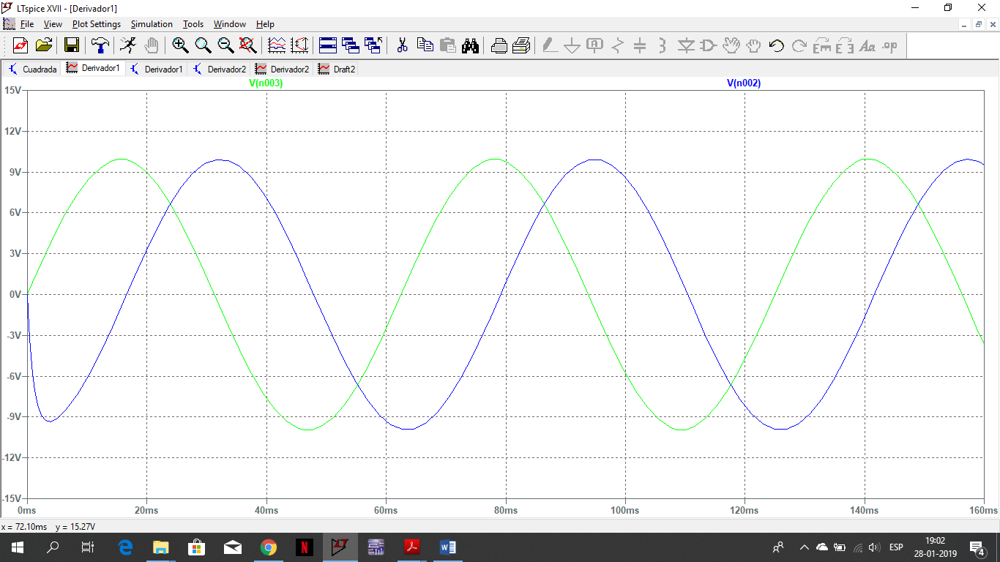 LTspice XVII - [Derivador1]
File View Plot Settings Simulation Tools Window Help
Cuadrada Derivador1 Derivador1 Derivador2 Derivador2 Draft2
V(n003) V(n002)
15V
12V
9V
6V
3V
0V
-3V
-6V
-9V
-12V
-15V
0ms 20ms 40ms 60ms 80ms 100ms 120ms 140ms 160ms
x = 72.10ms y = 15.27V
ESP
19:02
28-01-2019
4